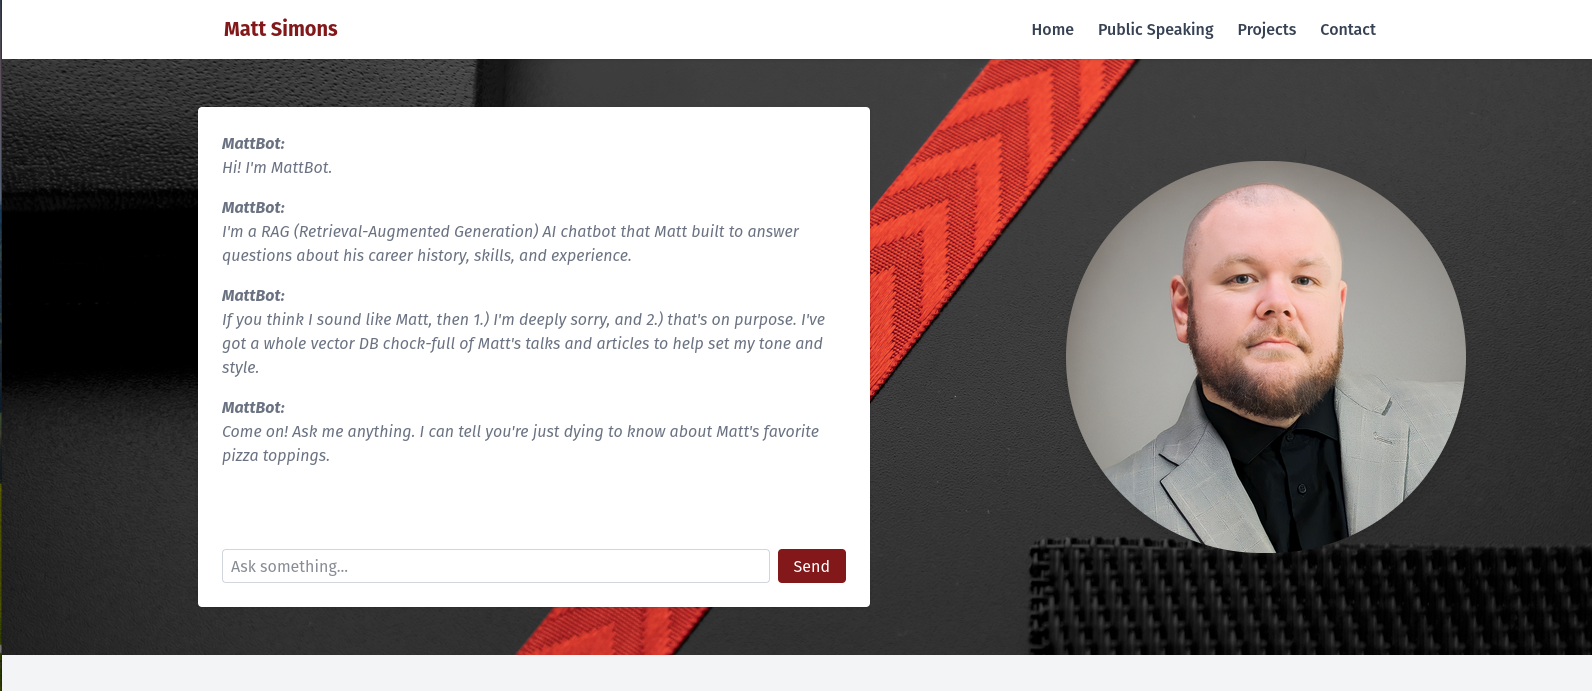 Matt Simons
Home
Public Speaking
Projects
Contact
MattBot:
Hi! I'm MattBot.
MattBot:
I'm a RAG (Retrieval-Augmented Generation) AI chatbot that Matt built to answer
questions about his career history, skills, and experience.
MattBot:
If you think I sound like Matt, then 1.) I'm deeply sorry, and 2.) that's on purpose. I've
got a whole vector DB chock-full of Matt's talks and articles to help set my tone and
style.
MattBot:
Come on! Ask me anything. I can tell you're just dying to know about Matt's favorite
pizza toppings.
Ask something...
Send